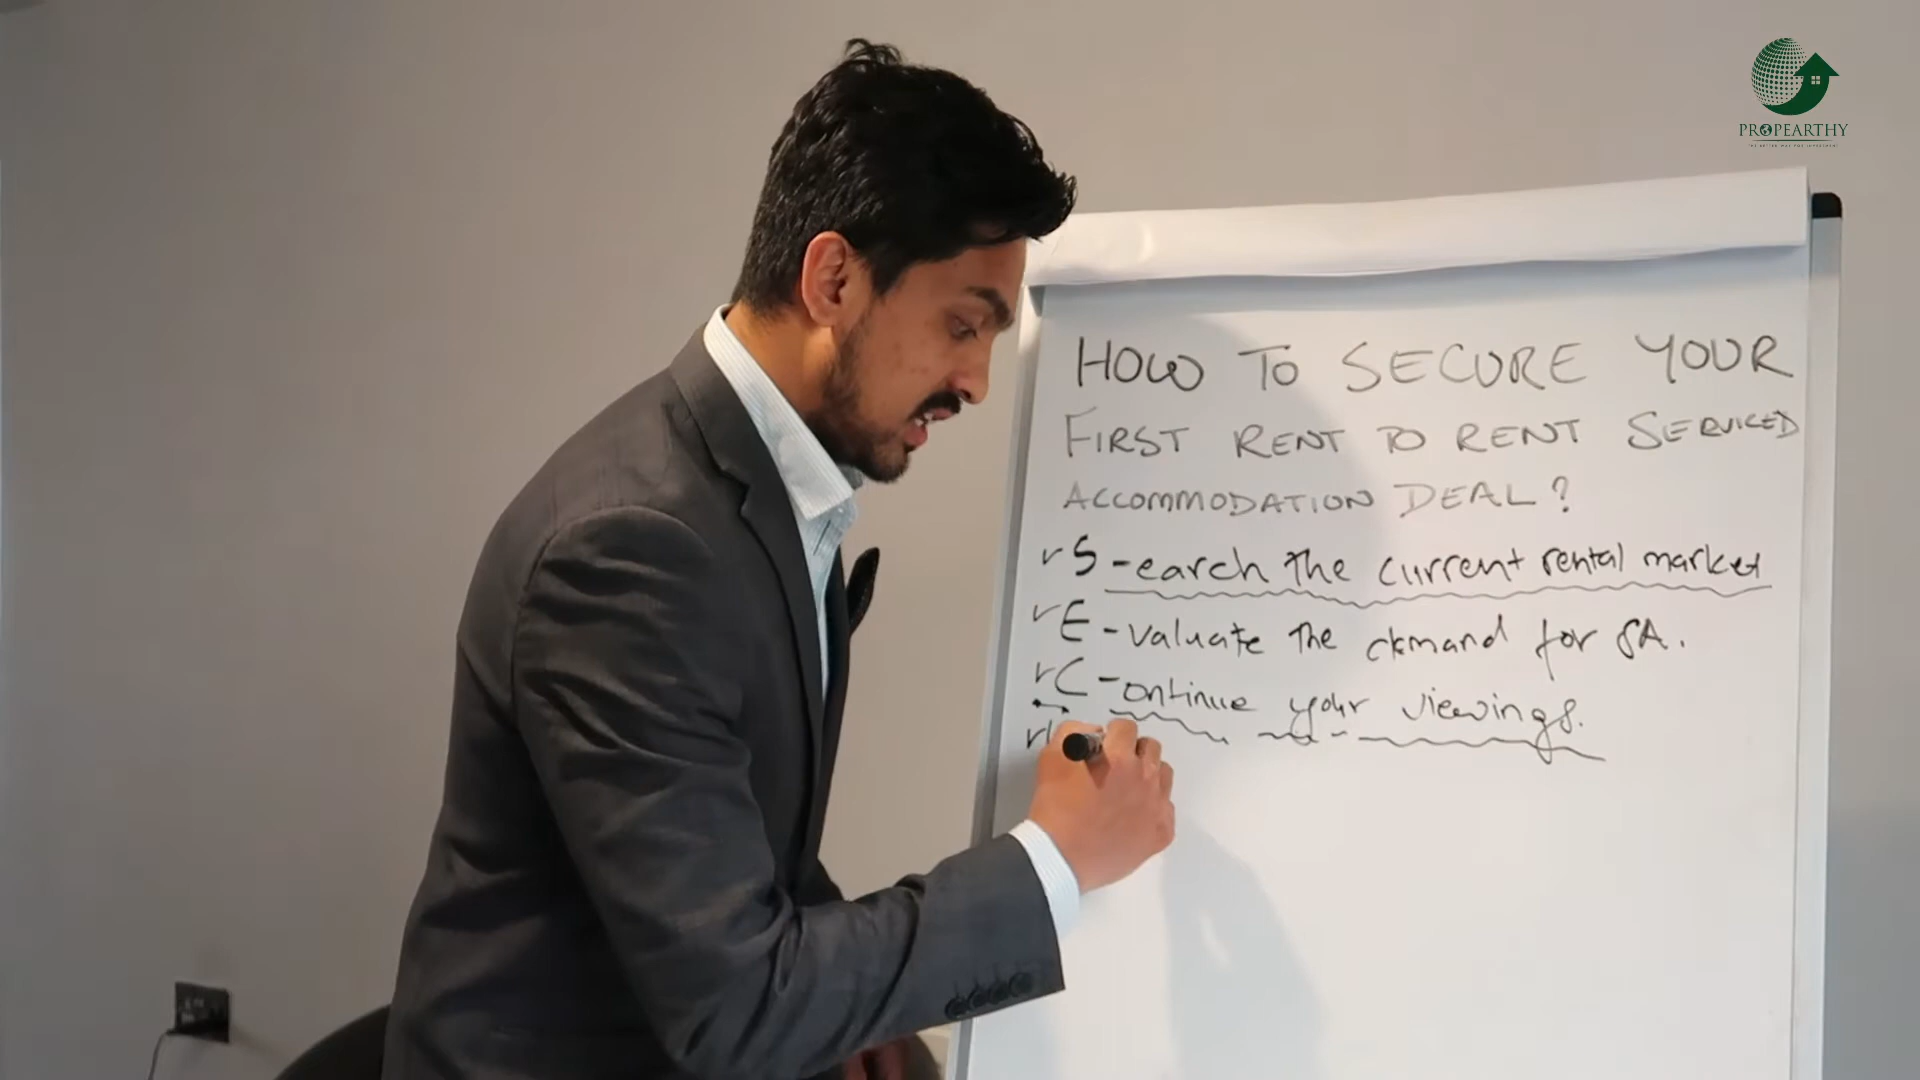 PROPEARTHY
HOW TO SECURE YOUR
FIRST RENT TO RENT SERVICED
ACCOMMODATION DEAL?
S-earch the current rental market
E-valuate the demand for SA.
C-ontinue your viewings.